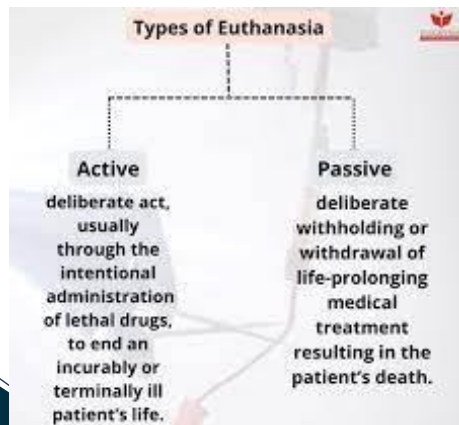 Types of Euthanasia
Active
deliberate act,
usually
through the
intentional
administration
of lethal drugs,
to end an
incurably or
terminally ill
patient's life.
Passive
deliberate
withholding or
withdrawal of
life-prolonging
medical
treatment
resulting in the
patient's death.